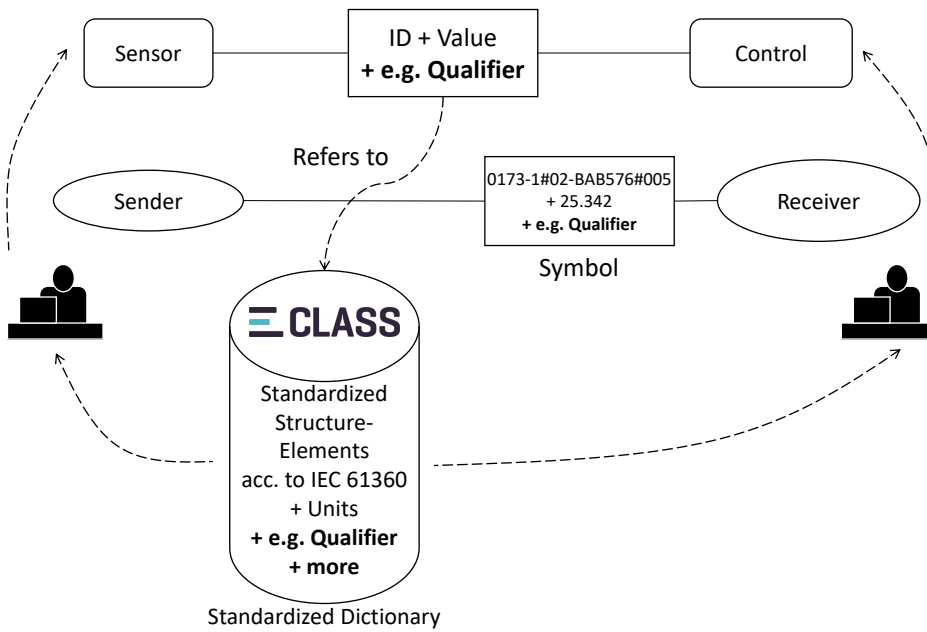 Sensor
ID + Value
+ e.g. Qualifier
Control
Refers to
Sender
0173-1#02-BAB576#005
+ 25.342
+ e.g. Qualifier
Receiver
Symbol
ECLASS
Standardized
Structure-
Elements
acc. to IEC 61360
+ Units
+ e.g. Qualifier
+ more
Standardized Dictionary